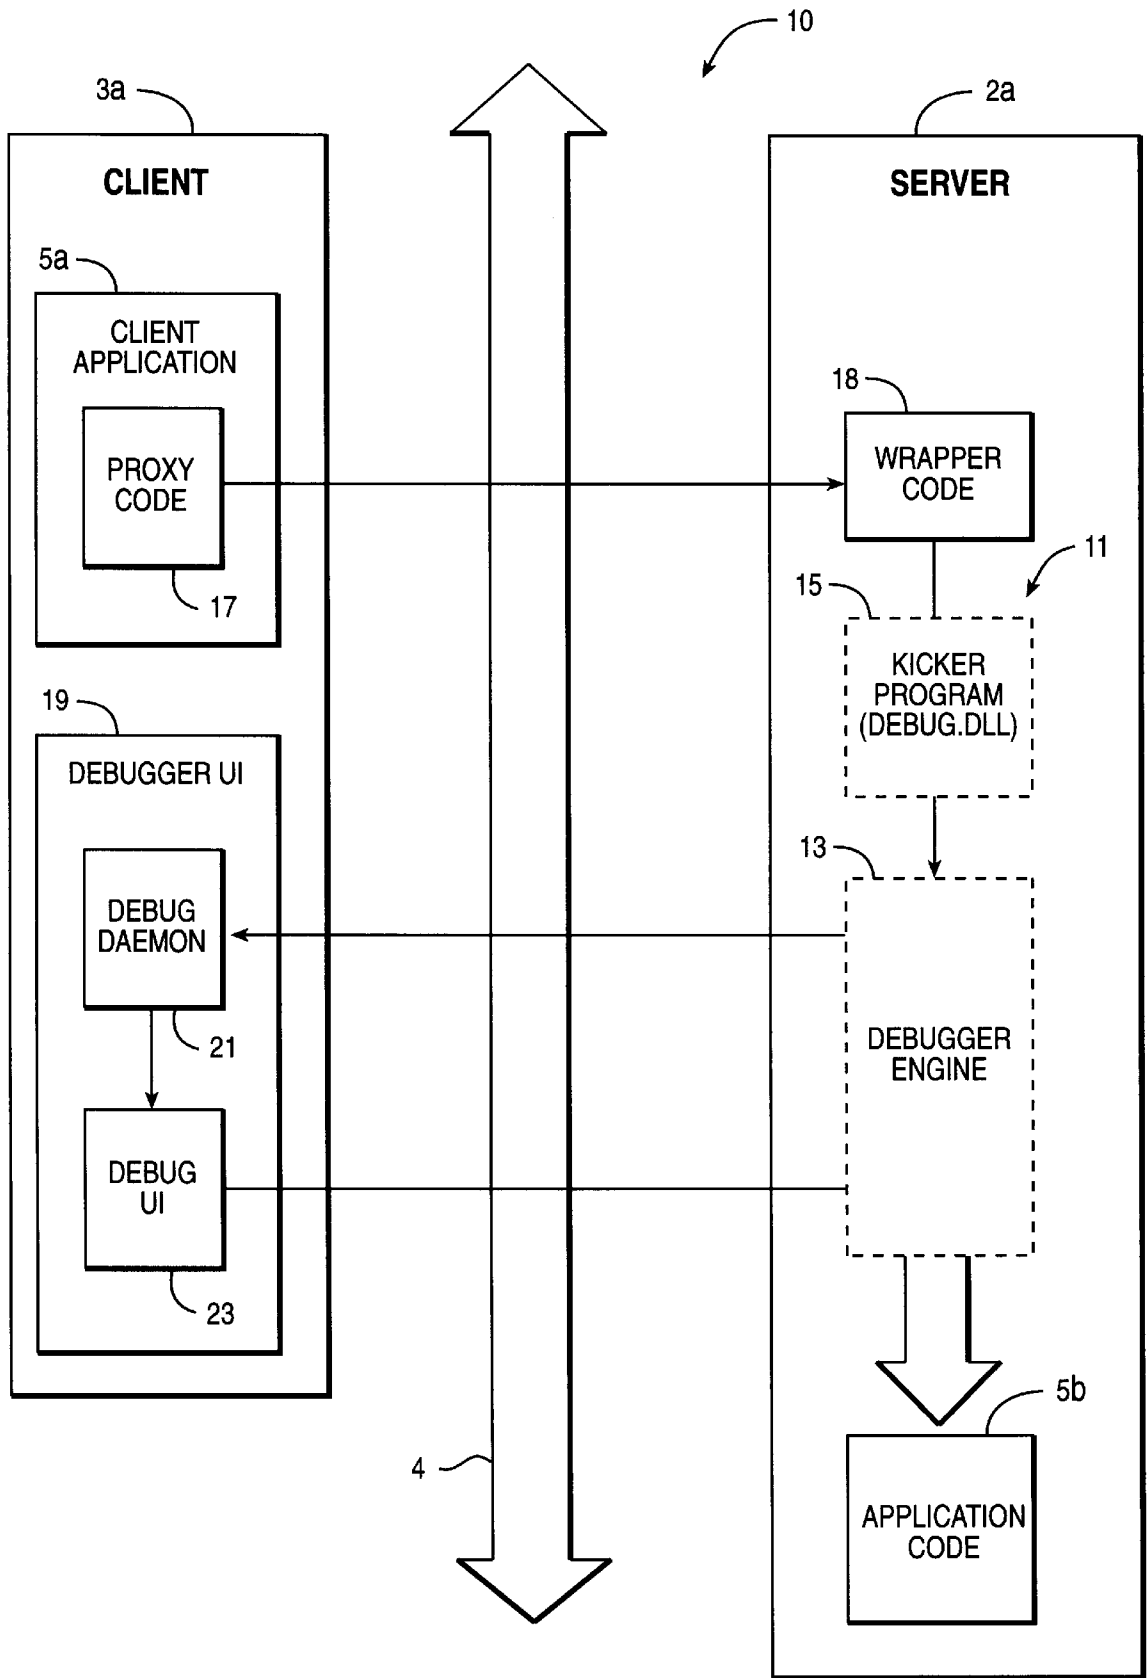 10
3a
2a
CLIENT
SERVER
5a
CLIENT
APPLICATION
18
PROXY
CODE
WRAPPER
CODE
17
15
11
KICKER
PROGRAM
(DEBUG.DLL)
19
DEBUGGER UI
13
DEBUG
DAEMON
21
DEBUGGER
ENGINE
DEBUG
UI
23
5b
4
APPLICATION
CODE